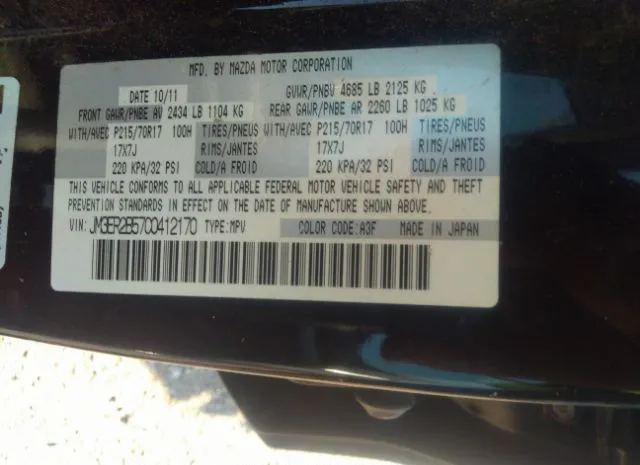 MFD. BY MAZDA MOTOR CORPORATION
DATE 10/11 GVWR/PNBV 4685 LB 2125 KG
FRONT GAWR/PNBE AV 2434 LB 1104 KG REAR GAWR/PNBE AR 2260 LB 1025 KG
WITH/AVEC P215/70R17 100H TIRES/PNEUS WITH/AVEC P215/70R17 100H TIRES/PNEUS
17X7J RIMS/JANTES 17X7J RIMS/JANTES
220 KPA/32 PSI COLD/A FROID 220 KPA/32 PSI COLD/A FROID
THIS VEHICLE CONFORMS TO ALL APPLICABLE FEDERAL MOTOR VEHICLE SAFETY AND THEFT
PREVENTION STANDARDS IN EFFECT ON THE DATE OF MANUFACTURE SHOWN ABOVE.
VIN: JM3ER2B57C0412170 TYPE:MPV COLOR CODE:A3F MADE IN JAPAN